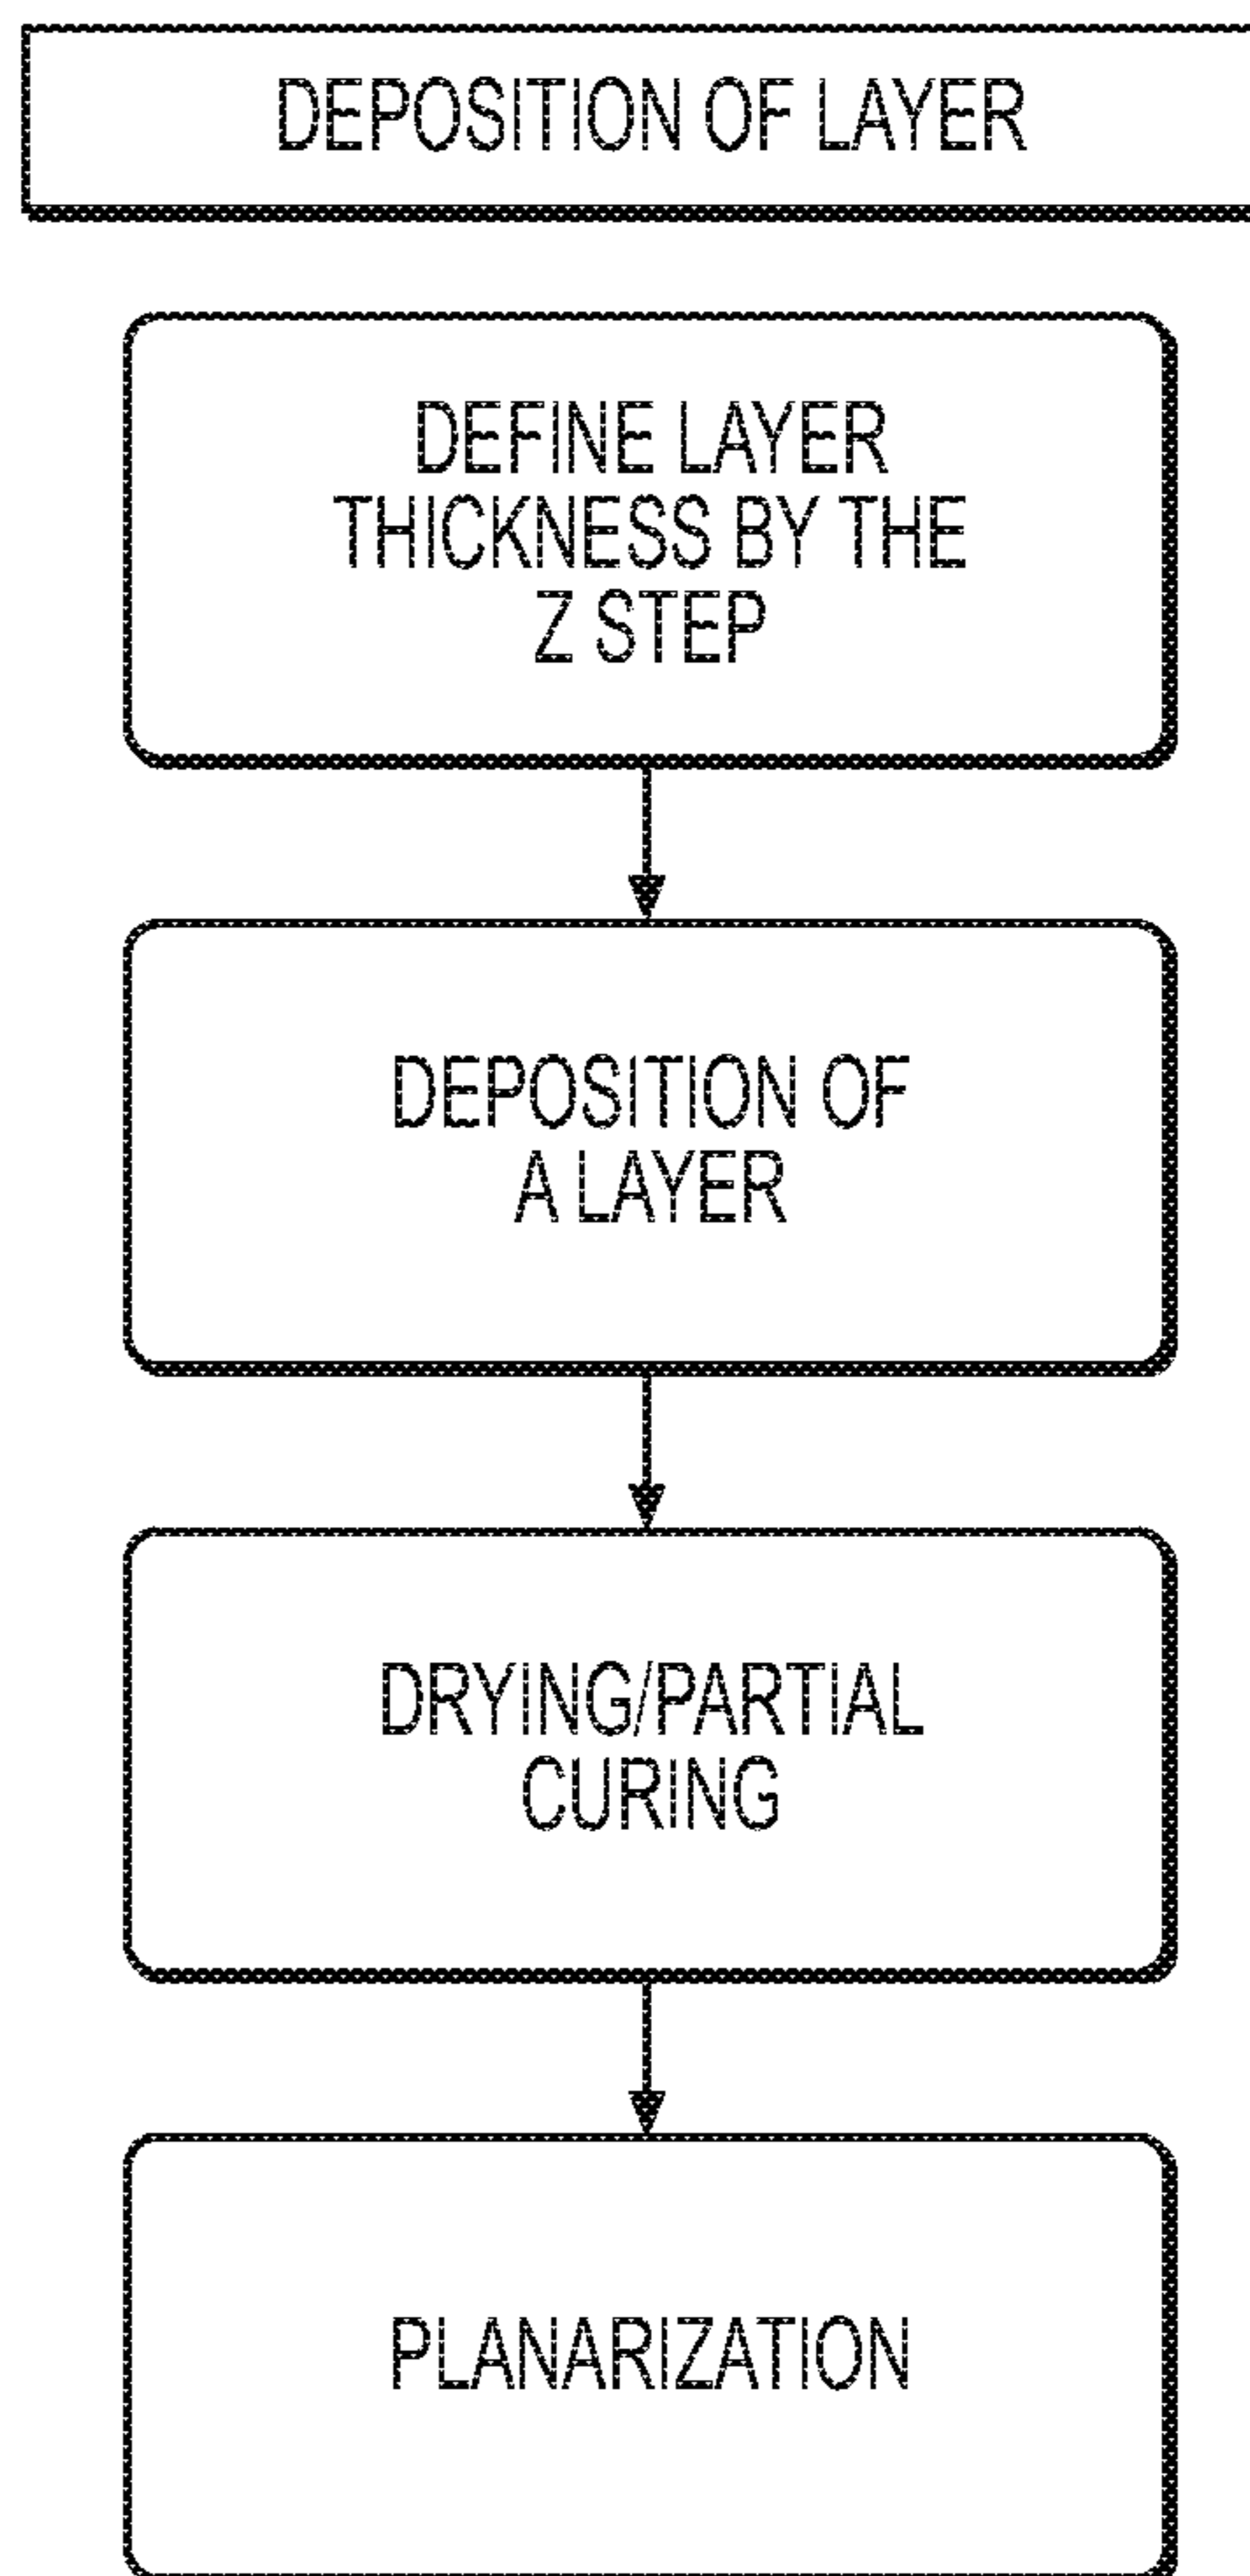 DEPOSITION OF LAYER
DEFINE LAYER
THICKNESS BY THE
Z STEP
DEPOSITION OF
A LAYER
DRYING/PARTIAL
CURING
PLANARIZATION